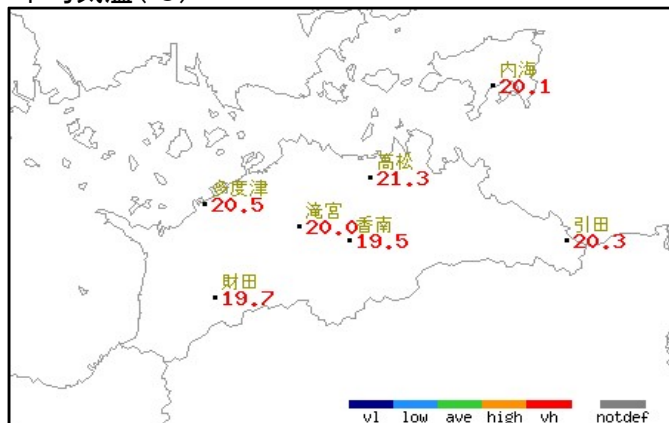 内海
20.1
高松
21.3
多度津
20.5
滝宮
20.0
香南
19.5
引田
20.3
財田
19.7
vl low ave high vh notdef